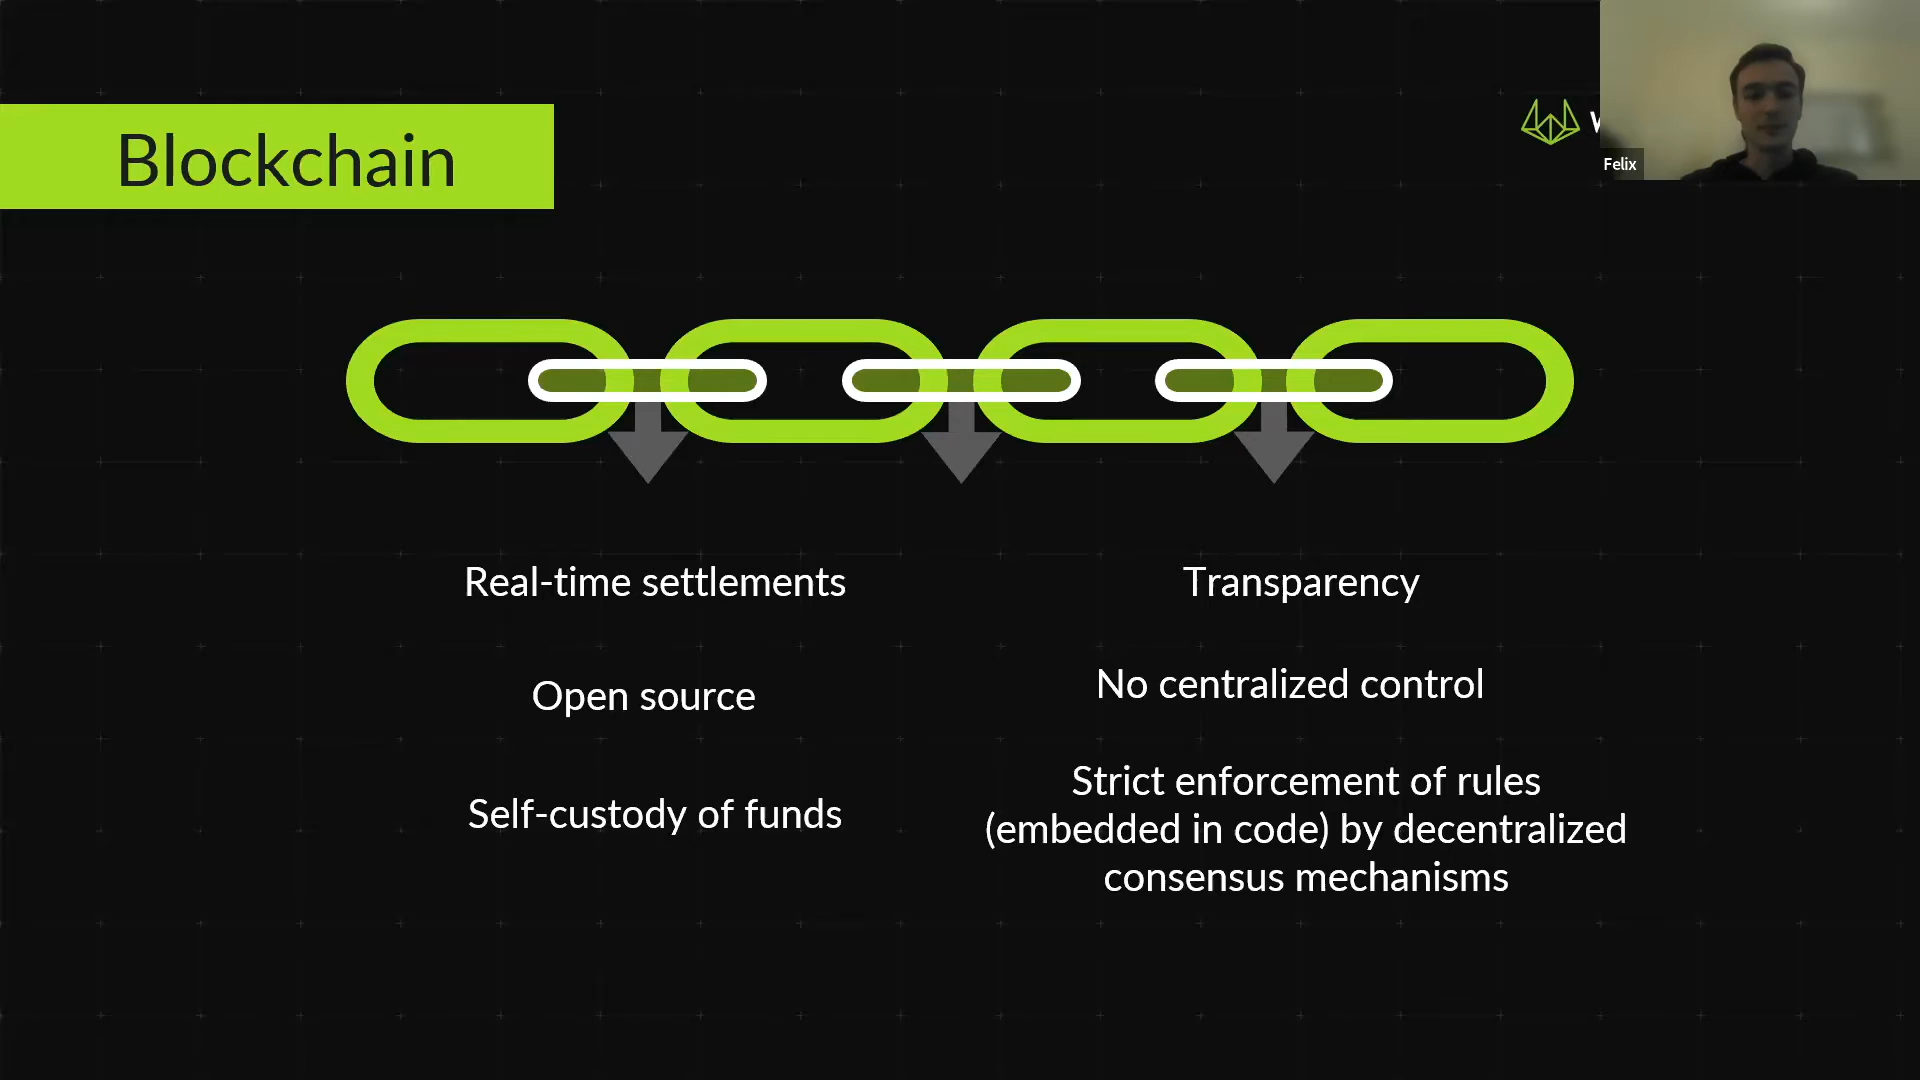 Blockchain
Felix
Real-time settlements
Transparency
Open source
No centralized control
Self-custody of funds
Strict enforcement of rules
(embedded in code) by decentralized
consensus mechanisms